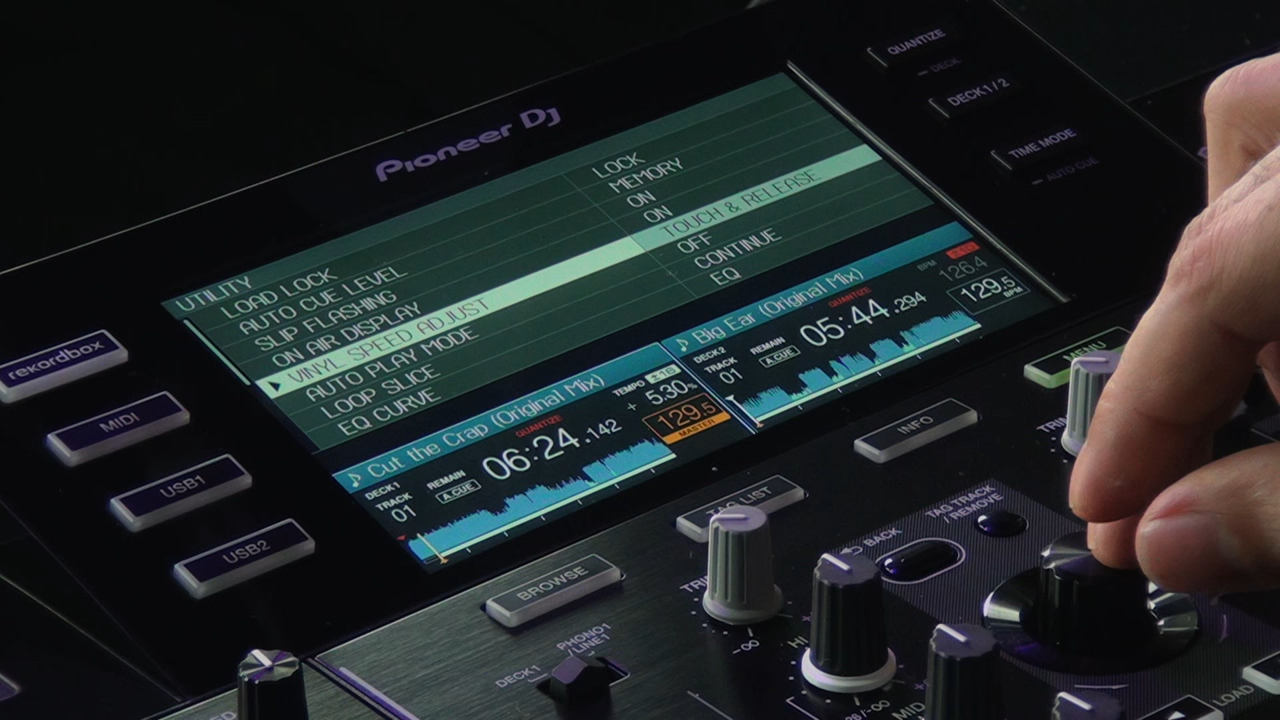 QUANTIZE
DECK
DECK 1/2
TIME MODE
AUTO CUE
Pioneer Dj
UTILITY
LOAD LOCK LOCK
AUTO CUE LEVEL MEMORY
SLIP FLASHING ON
ON AIR DISPLAY ON
VINYL SPEED ADJUST TOUCH & RELEASE
AUTO PLAY MODE OFF
LOOP SLICE CONTINUE
EQ CURVE EQ
Cut the Crap (Original Mix)
DECK1
TRACK
01
REMAIN
A.CUE
QUANTIZE
06:24.142
TEMPO
+ 5.30%
129.5
MASTER
Big Ear (Original Mix)
DECK2
TRACK
01
REMAIN
A.CUE
QUANTIZE
05:44.294
BPM
126.4
129.5
BPM
rekordbox
MIDI
USB1
USB2
MENU
INFO
TAG LIST
BROWSE
TAG TRACK
/ REMOVE
BACK
PHONO1
/LINE1
DECK1
-∞
HI
MID
LOAD